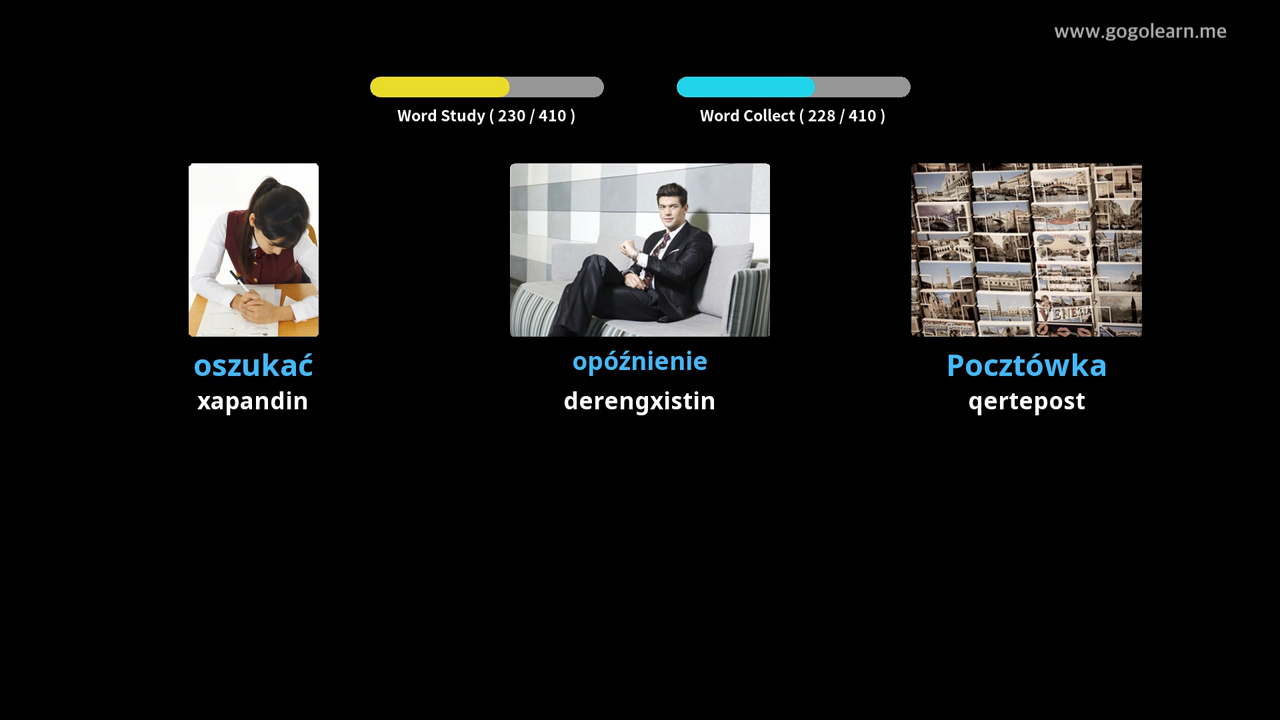 www.gogolearn.me
Word Study ( 230 / 410 )
Word Collect ( 228 / 410 )
oszukać
xapandin
opóźnienie
derengxistin
Pocztówka
qertepost